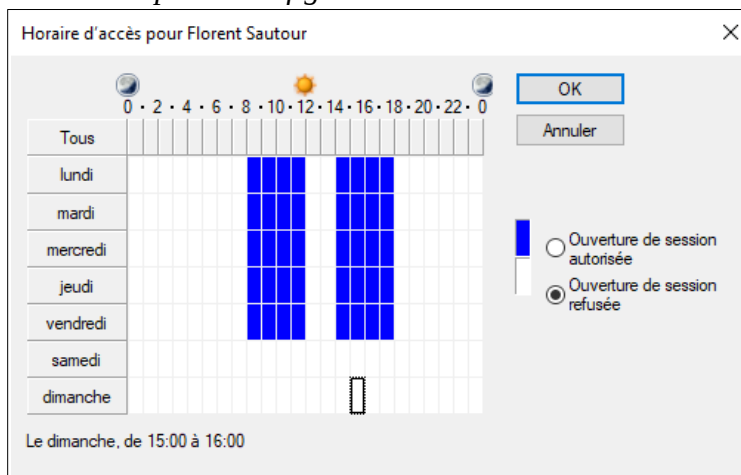 Horaire d'accès pour Florent Sautour
0 · 2 · 4 · 6 · 8 · 10 · 12 · 14 · 16 · 18 · 20 · 22 · 0
OK
Annuler
Tous
lundi
mardi
mercredi
jeudi
vendredi
samedi
dimanche
Ouverture de session
autorisée
Ouverture de session
refusée
Le dimanche, de 15:00 à 16:00